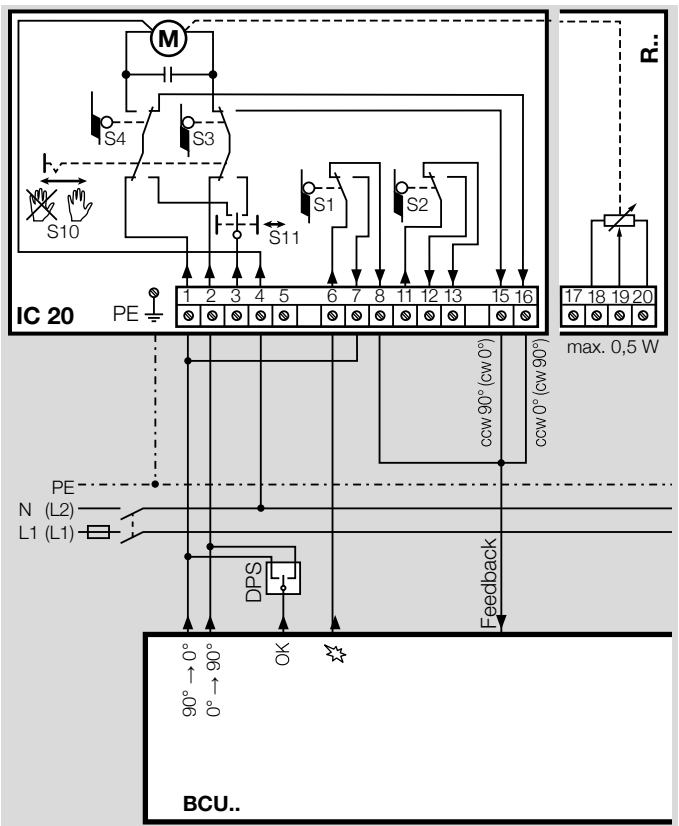 M
R..
S4
S3
S10
S11
S1
S2
1 2 3 4 5 6 7 8 11 12 13 15 16
17 18 19 20
IC 20
PE
max. 0,5 W
ccw 90° (cw 0°)
ccw 0° (cw 90°)
PE
N (L2)
L1 (L1)
DPS
Feedback
90° → 0°
0° → 90°
OK
BCU..